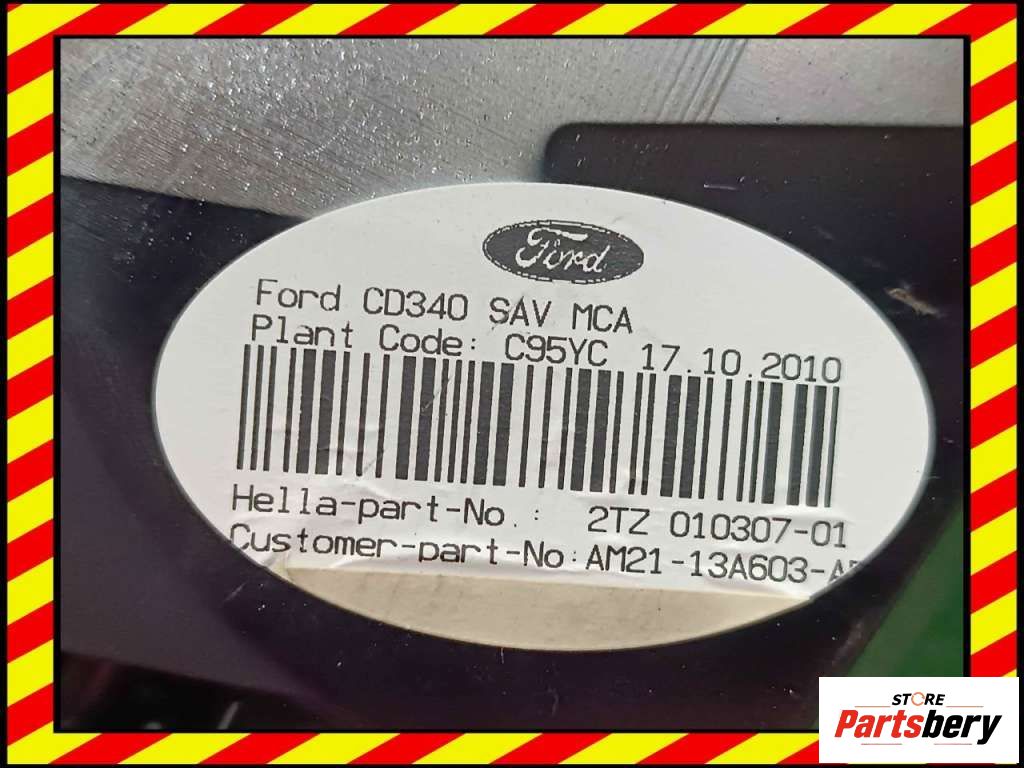 Ford
Ford CD340 SAV MCA
Plant Code: C95YC 17.10.2010
Hella-part-No.: 2TZ 010307-01
Customer-part-No:AM21-13A603-A
STORE
Partsbery